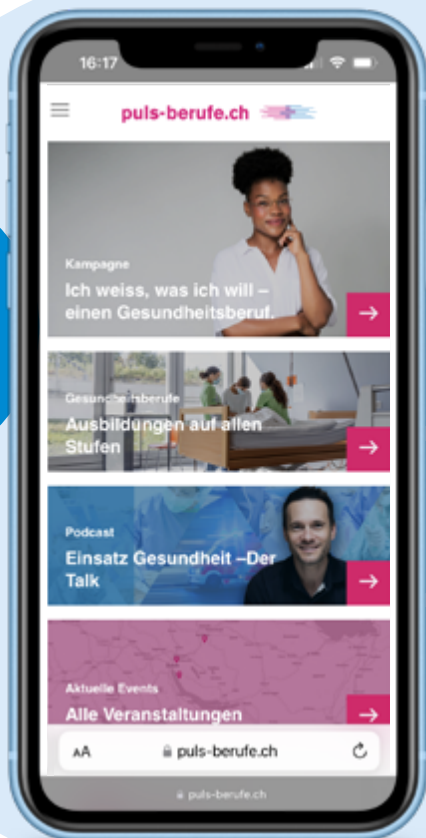 16:17
puls-berufe.ch
Kampagne
Ich weiss, was ich will –
einen Gesundheitsberuf.
Gesundheitsberufe
Ausbildungen auf allen
Stufen
Podcast
Einsatz Gesundheit –Der
Talk
Aktuelle Events
Alle Veranstaltungen
AA
puls-berufe.ch
puls-berufe.ch